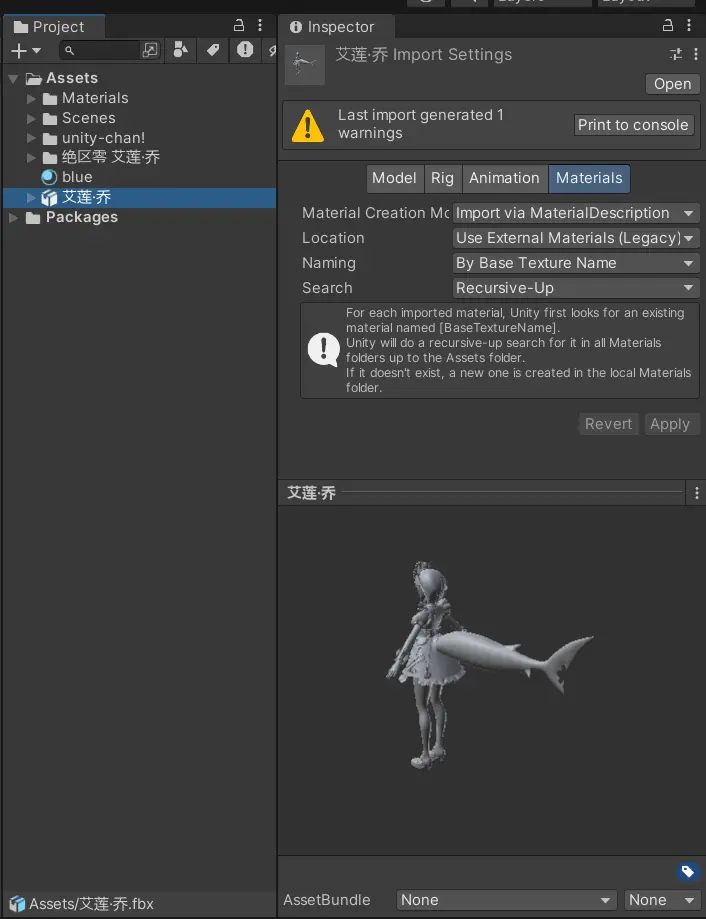 Project
Inspector
艾莲·乔 Import Settings
Open
Last import generated 1
warnings
Print to console
Assets
Materials
Scenes
unity-chan!
绝区零 艾莲·乔
blue
艾莲·乔
Packages
Model Rig Animation Materials
Material Creation Mo Import via MaterialDescription
Location Use External Materials (Legacy)
Naming By Base Texture Name
Search Recursive-Up
For each imported material, Unity first looks for an existing
material named [BaseTextureName].
Unity will do a recursive-up search for it in all Materials
folders up to the Assets folder.
If it doesn't exist, a new one is created in the local Materials
folder.
Revert Apply
艾莲·乔
Assets/艾莲·乔.fbx
AssetBundle None None